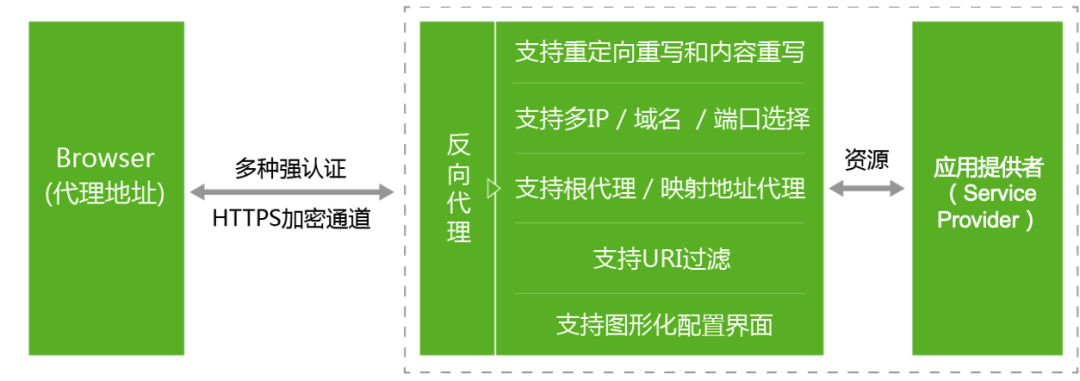 Browser
(代理地址)
多种强认证
HTTPS加密通道
反向代理
支持重定向重写和内容重写
支持多IP / 域名 / 端口选择
支持根代理 / 映射地址代理
支持URI过滤
支持图形化配置界面
资源
应用提供者
（Service
Provider）